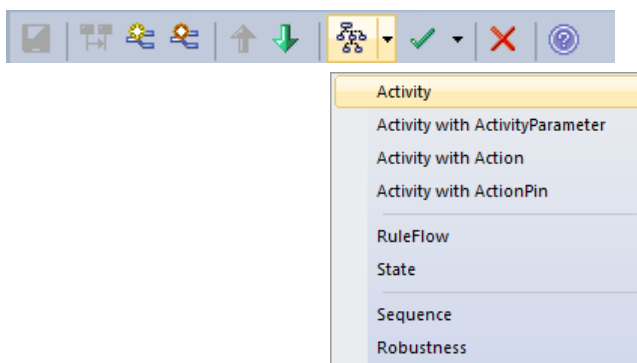 Activity
Activity with ActivityParameter
Activity with Action
Activity with ActionPin
RuleFlow
State
Sequence
Robustness